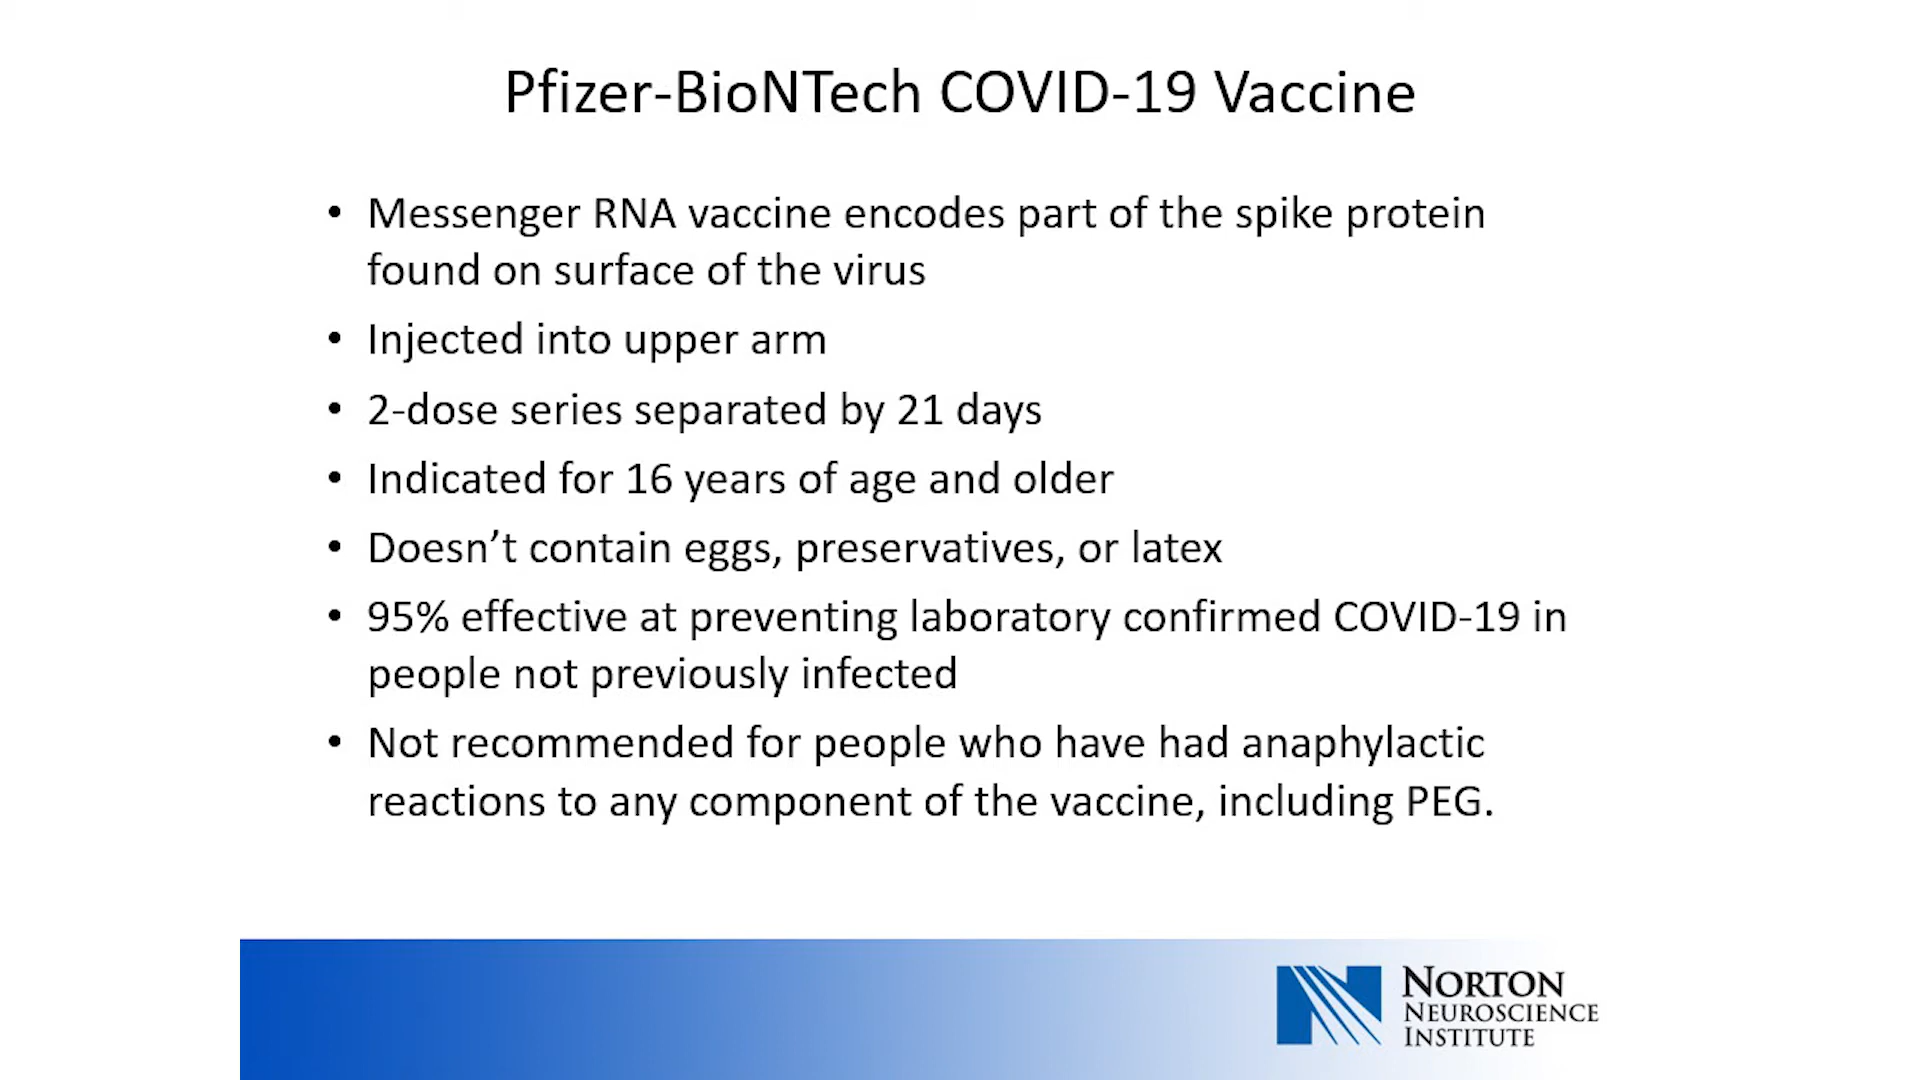 Pfizer-BioNTech COVID-19 Vaccine
• Messenger RNA vaccine encodes part of the spike protein
found on surface of the virus
• Injected into upper arm
• 2-dose series separated by 21 days
• Indicated for 16 years of age and older
• Doesn’t contain eggs, preservatives, or latex
• 95% effective at preventing laboratory confirmed COVID-19 in
people not previously infected
• Not recommended for people who have had anaphylactic
reactions to any component of the vaccine, including PEG.
NORTON
NEUROSCIENCE
INSTITUTE